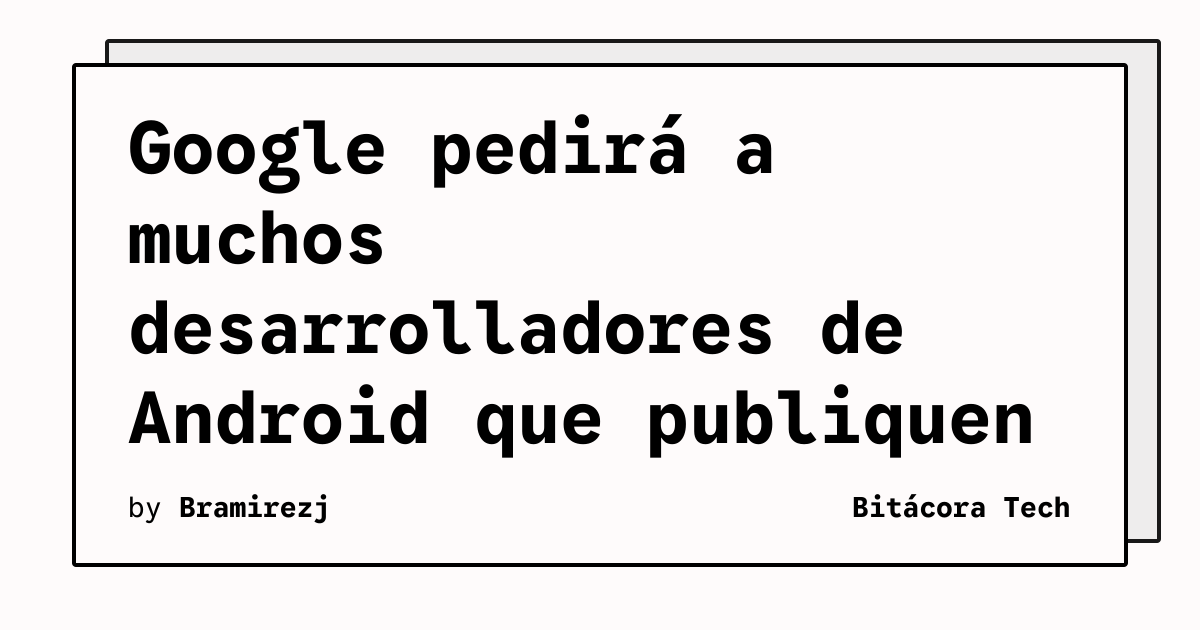 Google pedirá a
muchos
desarrolladores de
Android que publiquen
by Bramirezj
Bitácora Tech